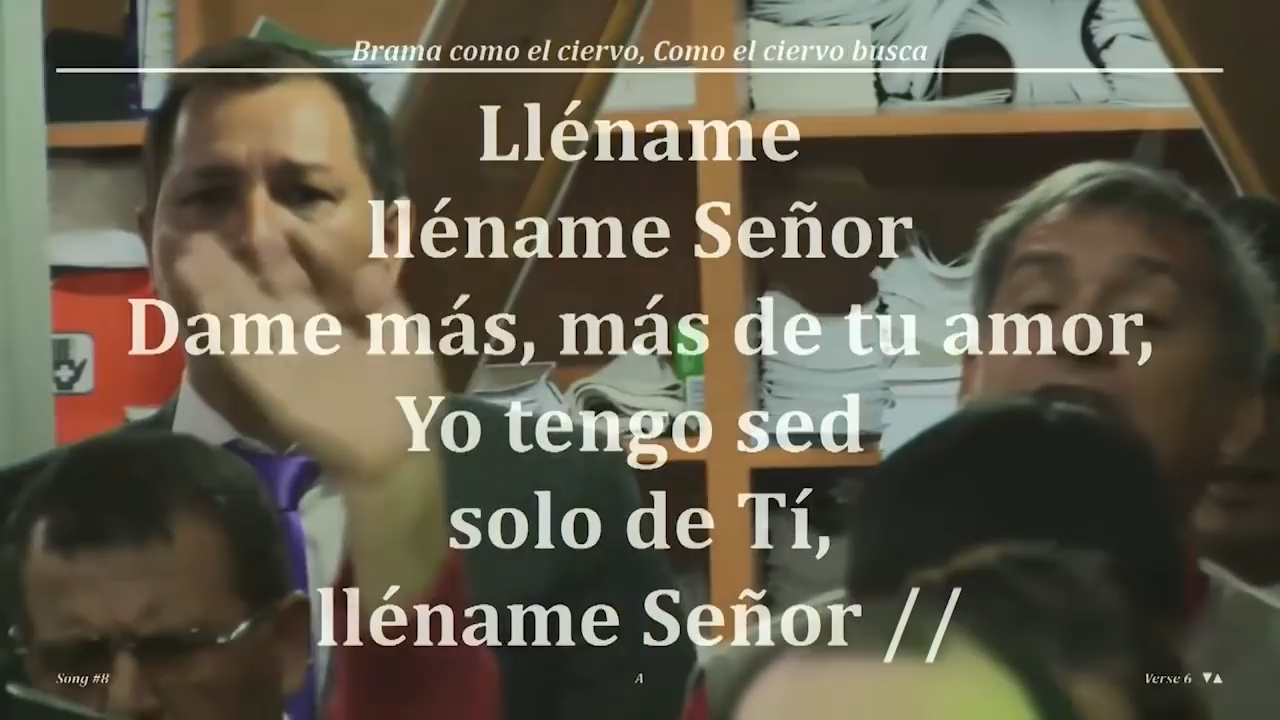 Brama como el ciervo, Como el ciervo busca
Lléname
lléname Señor
Dame más, más de tu amor,
Yo tengo sed
solo de Tí,
lléname Señor //
Song #8
A
Verse 6 ▼▲